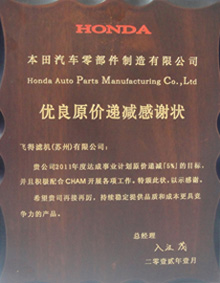 HONDA
本田汽车零部件制造有限公司
Honda Auto Parts Manufacturing Co.,Ltd
优良原价递减感谢状
飞得滤机(苏州)有限公司:
贵公司2011年度达成事业计划原价递减「5%」的目标,
并且积极配合CHAM开展各项工作,特颁此状,以示感谢。
希望贵司再接再厉,持续稳定提供品质和成本更具竞
争力的产品。
总经理
二零壹贰年壹月